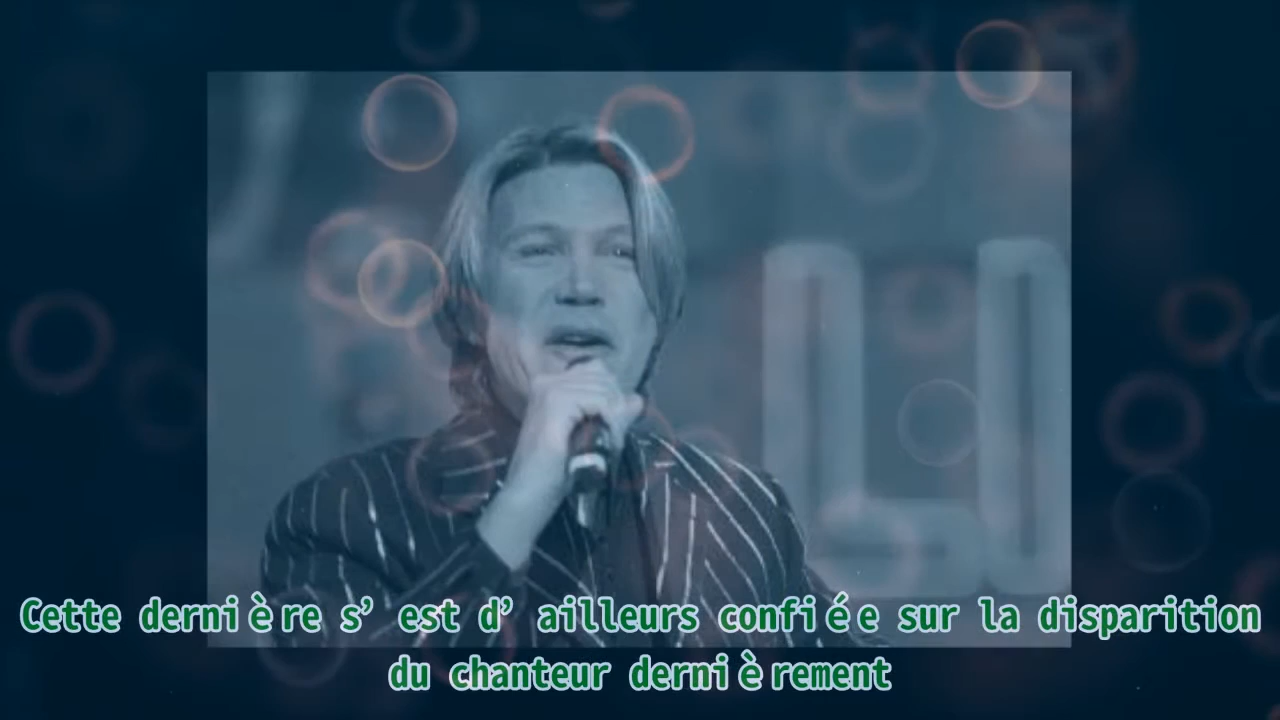 Cette dernière s’est d’ailleurs confiée sur la disparition
du chanteur dernièrement